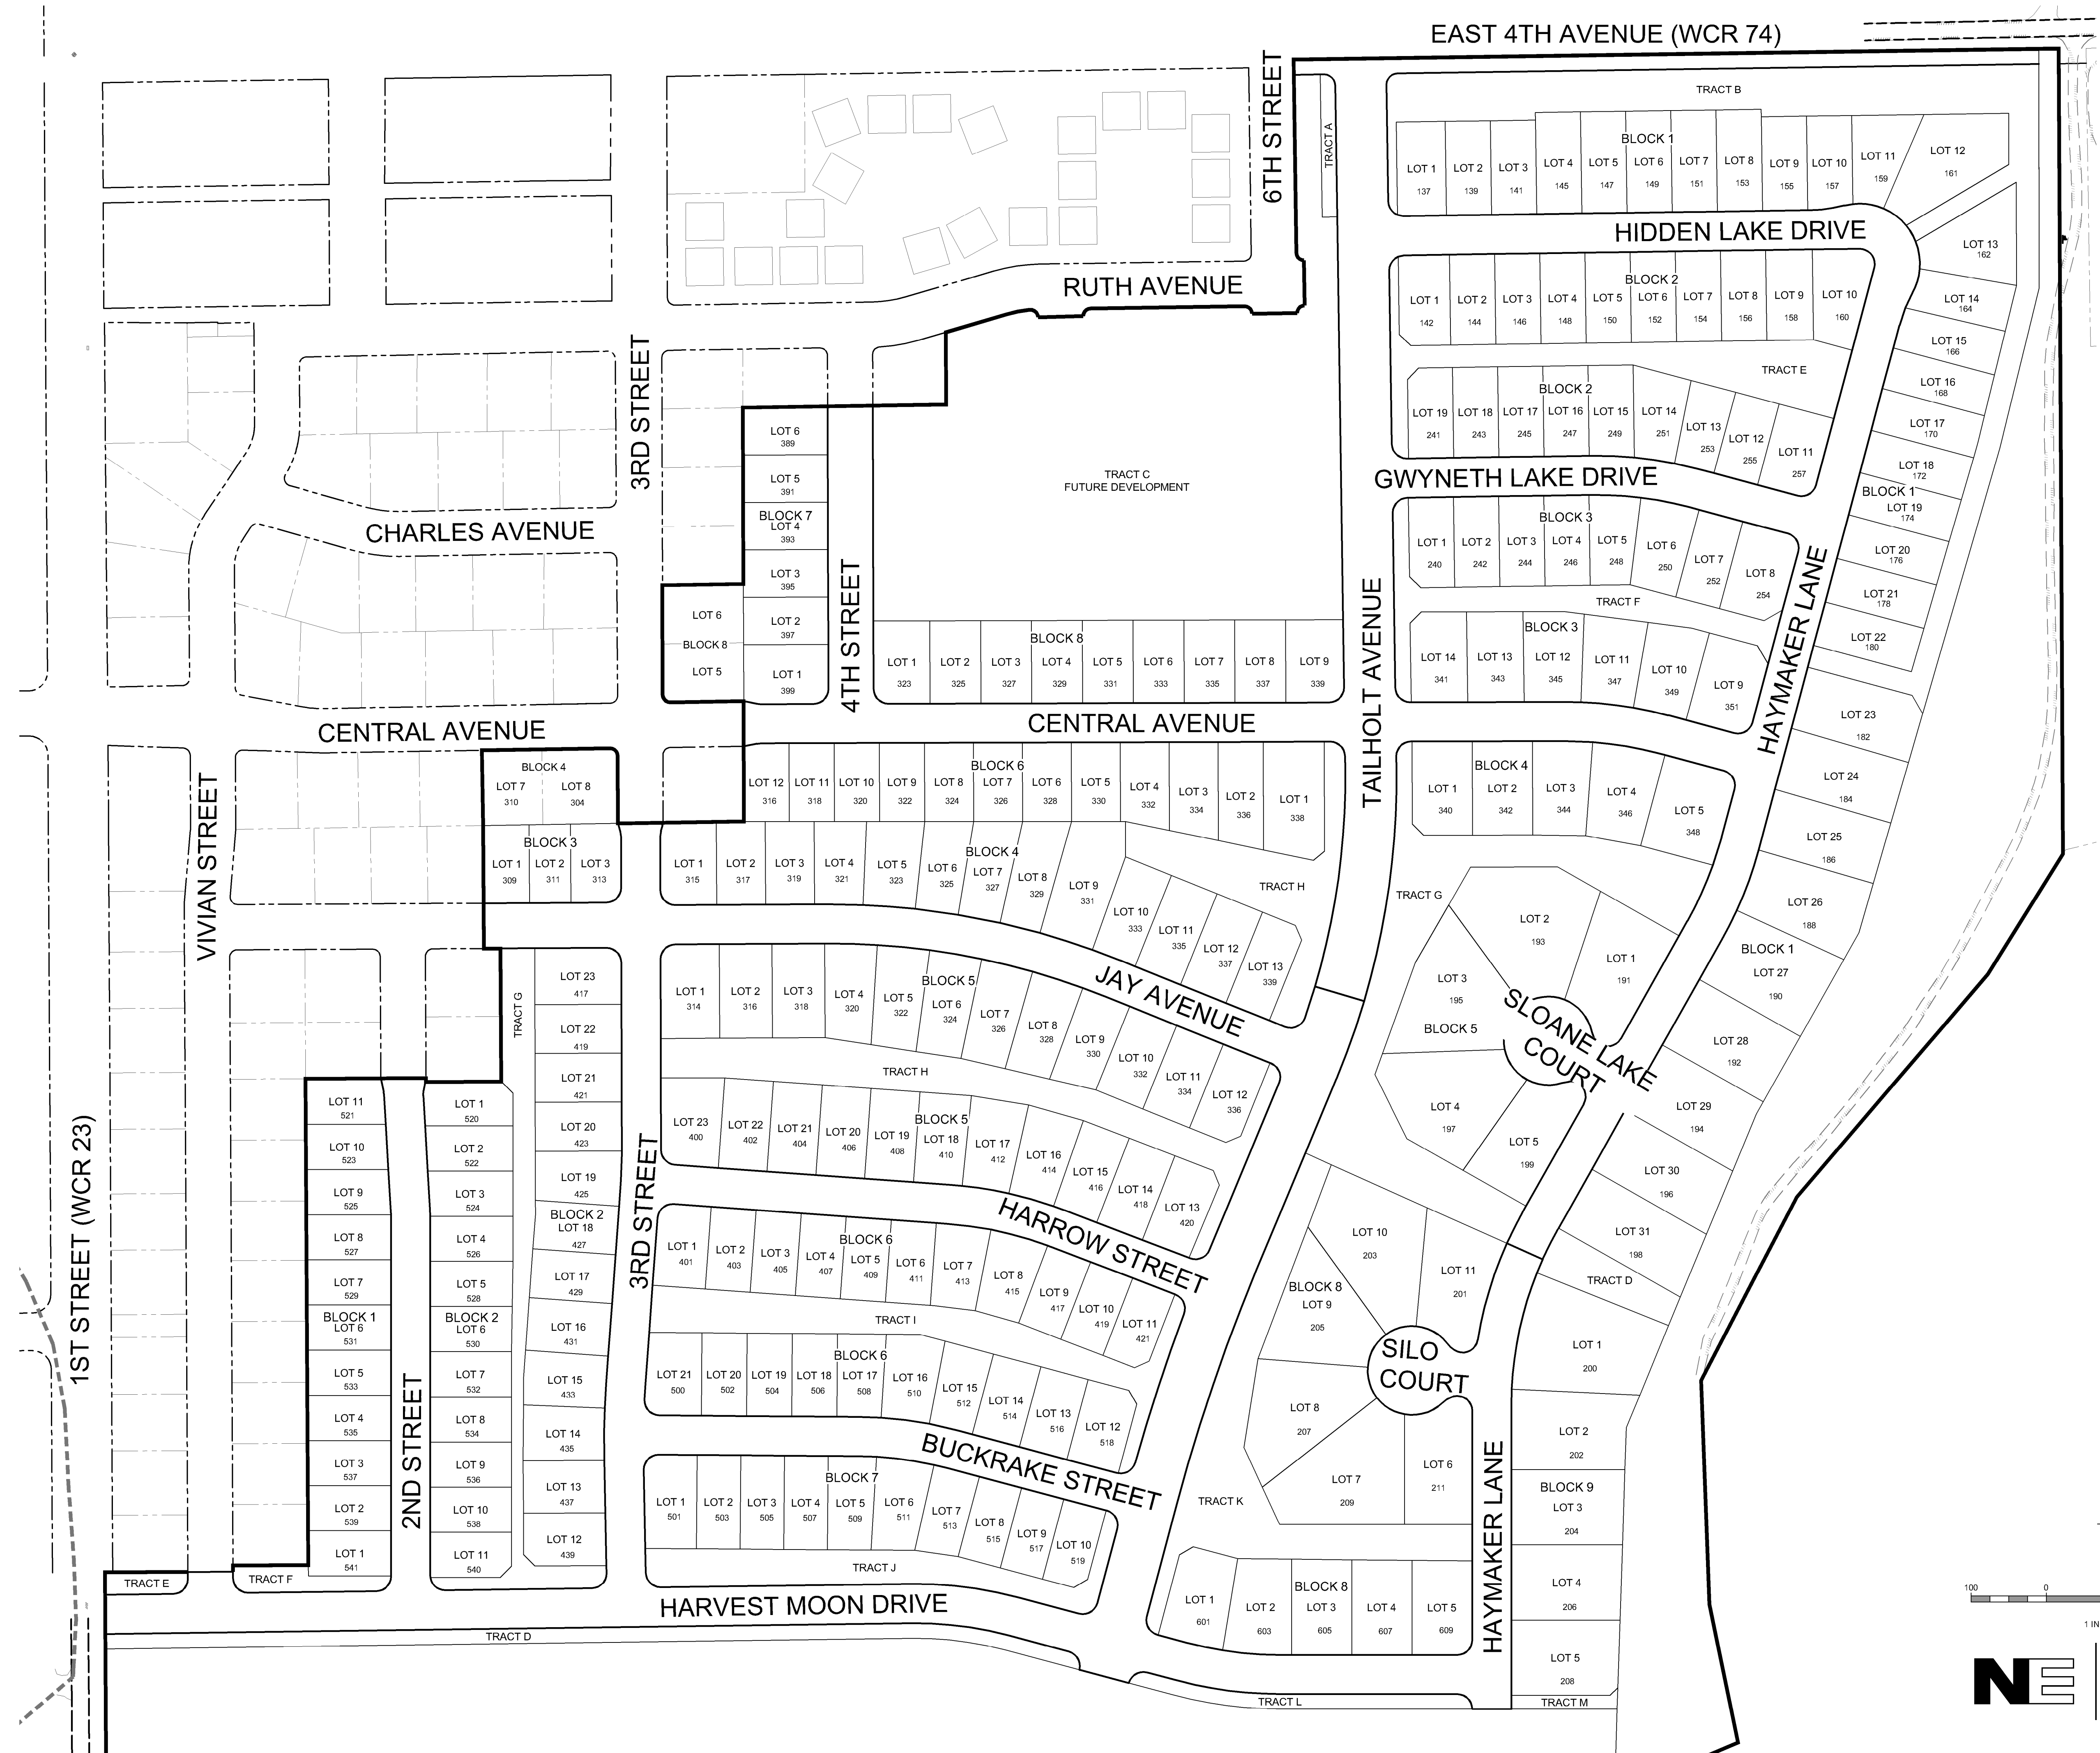 EAST 4TH AVENUE (WCR 74)
6TH STREET
TRACT A
TRACT B
BLOCK 1
LOT 1
137
LOT 2
139
LOT 3
141
LOT 4
145
LOT 5
147
LOT 6
149
LOT 7
151
LOT 8
153
LOT 9
155
LOT 10
157
LOT 11
159
LOT 12
161
HIDDEN LAKE DRIVE
LOT 13
162
LOT 14
164
LOT 15
166
LOT 16
168
LOT 17
170
LOT 18
172
BLOCK 1
LOT 19
174
LOT 20
176
LOT 21
178
LOT 22
180
LOT 23
182
LOT 24
184
LOT 25
186
LOT 26
188
BLOCK 1
LOT 27
190
LOT 28
192
LOT 29
194
LOT 30
196
LOT 31
198
TRACT D
BLOCK 2
LOT 1
142
LOT 2
144
LOT 3
146
LOT 4
148
LOT 5
150
LOT 6
152
LOT 7
154
LOT 8
156
LOT 9
158
LOT 10
160
TRACT E
BLOCK 2
LOT 19
241
LOT 18
243
LOT 17
245
LOT 16
247
LOT 15
249
LOT 14
251
LOT 13
253
LOT 12
255
LOT 11
257
GWYNETH LAKE DRIVE
BLOCK 3
LOT 1
240
LOT 2
242
LOT 3
244
LOT 4
246
LOT 5
248
LOT 6
250
LOT 7
252
LOT 8
254
TRACT F
BLOCK 3
LOT 14
341
LOT 13
343
LOT 12
345
LOT 11
347
LOT 10
349
LOT 9
351
HAYMAKER LANE
TAILHOLT AVENUE
BLOCK 4
LOT 1
340
LOT 2
342
LOT 3
344
LOT 4
346
LOT 5
348
TRACT G
LOT 2
193
LOT 1
191
LOT 3
195
BLOCK 5
SLOANE LAKE
COURT
LOT 4
197
LOT 5
199
RUTH AVENUE
3RD STREET
CHARLES AVENUE
TRACT C
FUTURE DEVELOPMENT
LOT 6
389
LOT 5
391
BLOCK 7
LOT 4
393
LOT 3
395
LOT 2
397
LOT 1
399
LOT 6
BLOCK 8
LOT 5
4TH STREET
BLOCK 8
LOT 1
323
LOT 2
325
LOT 3
327
LOT 4
329
LOT 5
331
LOT 6
333
LOT 7
335
LOT 8
337
LOT 9
339
CENTRAL AVENUE
CENTRAL AVENUE
VIVIAN STREET
BLOCK 4
LOT 7
310
LOT 8
304
BLOCK 3
LOT 1
309
LOT 2
311
LOT 3
313
BLOCK 6
LOT 12
316
LOT 11
318
LOT 10
320
LOT 9
322
LOT 8
324
LOT 7
326
LOT 6
328
LOT 5
330
LOT 4
332
LOT 3
334
LOT 2
336
LOT 1
338
BLOCK 4
LOT 1
315
LOT 2
317
LOT 3
319
LOT 4
321
LOT 5
323
LOT 6
325
LOT 7
327
LOT 8
329
LOT 9
331
LOT 10
333
LOT 11
335
LOT 12
337
LOT 13
339
TRACT H
JAY AVENUE
BLOCK 5
LOT 1
314
LOT 2
316
LOT 3
318
LOT 4
320
LOT 5
322
LOT 6
324
LOT 7
326
LOT 8
328
LOT 9
330
LOT 10
332
LOT 11
334
LOT 12
336
TRACT H
BLOCK 5
LOT 23
400
LOT 22
402
LOT 21
404
LOT 20
406
LOT 19
408
LOT 18
410
LOT 17
412
LOT 16
414
LOT 15
416
LOT 14
418
LOT 13
420
HARROW STREET
3RD STREET
BLOCK 6
LOT 1
401
LOT 2
403
LOT 3
405
LOT 4
407
LOT 5
409
LOT 6
411
LOT 7
413
LOT 8
415
LOT 9
417
LOT 10
419
LOT 11
421
TRACT I
BLOCK 6
LOT 21
500
LOT 20
502
LOT 19
504
LOT 18
506
LOT 17
508
LOT 16
510
LOT 15
512
LOT 14
514
LOT 13
516
LOT 12
518
BUCKRAKE STREET
BLOCK 7
LOT 1
501
LOT 2
503
LOT 3
505
LOT 4
507
LOT 5
509
LOT 6
511
LOT 7
513
LOT 8
515
LOT 9
517
LOT 10
519
TRACT J
HARVEST MOON DRIVE
1ST STREET (WCR 23)
LOT 11
521
LOT 10
523
LOT 9
525
LOT 8
527
LOT 7
529
BLOCK 1
LOT 6
531
LOT 5
533
LOT 4
535
LOT 3
537
LOT 2
539
LOT 1
541
2ND STREET
LOT 1
520
LOT 2
522
LOT 3
524
LOT 4
526
LOT 5
528
BLOCK 2
LOT 6
530
LOT 7
532
LOT 8
534
LOT 9
536
LOT 10
538
LOT 11
540
TRACT G
LOT 23
417
LOT 22
419
LOT 21
421
LOT 20
423
LOT 19
425
BLOCK 2
LOT 18
427
LOT 17
429
LOT 16
431
LOT 15
433
LOT 14
435
LOT 13
437
LOT 12
439
TRACT E
TRACT F
TRACT D
LOT 10
203
LOT 11
201
BLOCK 8
LOT 9
205
SILO
COURT
LOT 8
207
LOT 7
209
LOT 6
211
TRACT K
BLOCK 8
LOT 1
601
LOT 2
603
LOT 3
605
LOT 4
607
LOT 5
609
HAYMAKER LANE
LOT 1
200
LOT 2
202
BLOCK 9
LOT 3
204
LOT 4
206
LOT 5
208
TRACT L
TRACT M
100 0
1 IN
NE